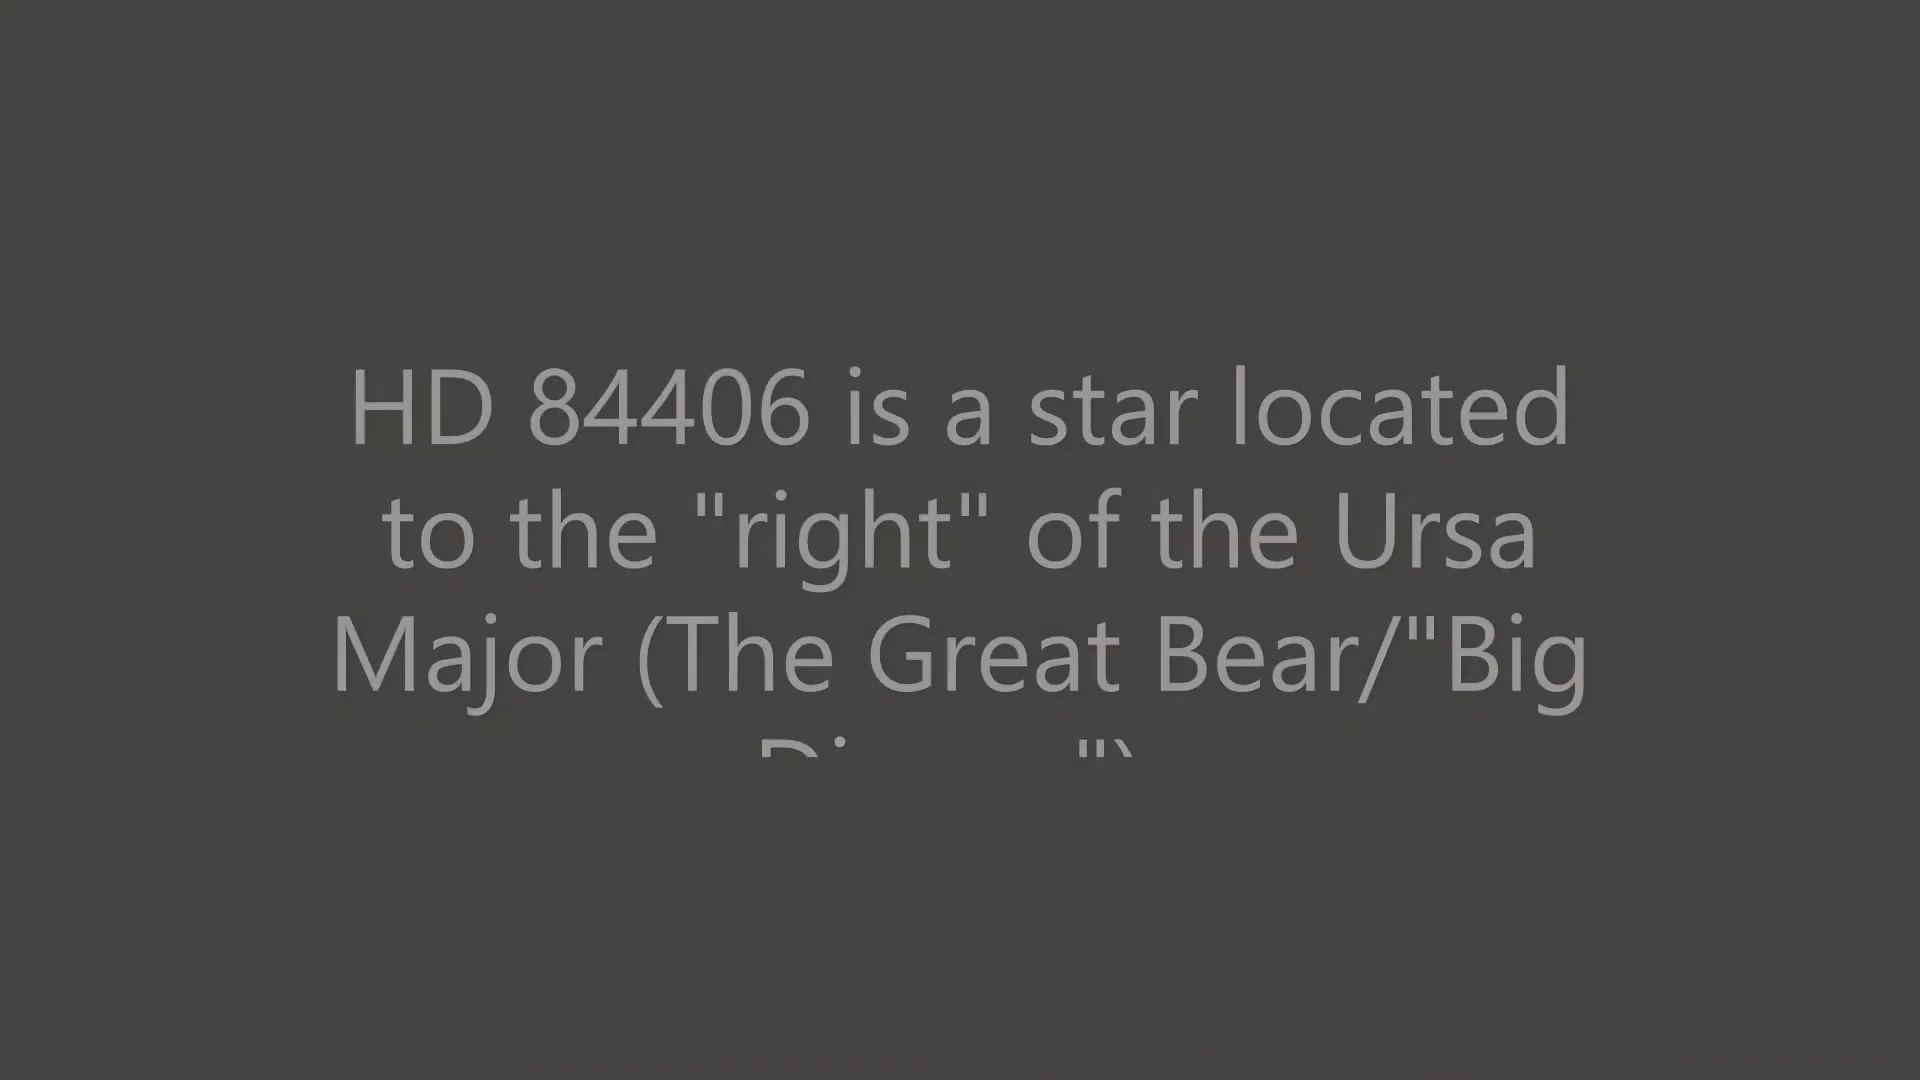 HD 84406 is a star located
to the "right" of the Ursa
Major (The Great Bear/"Big